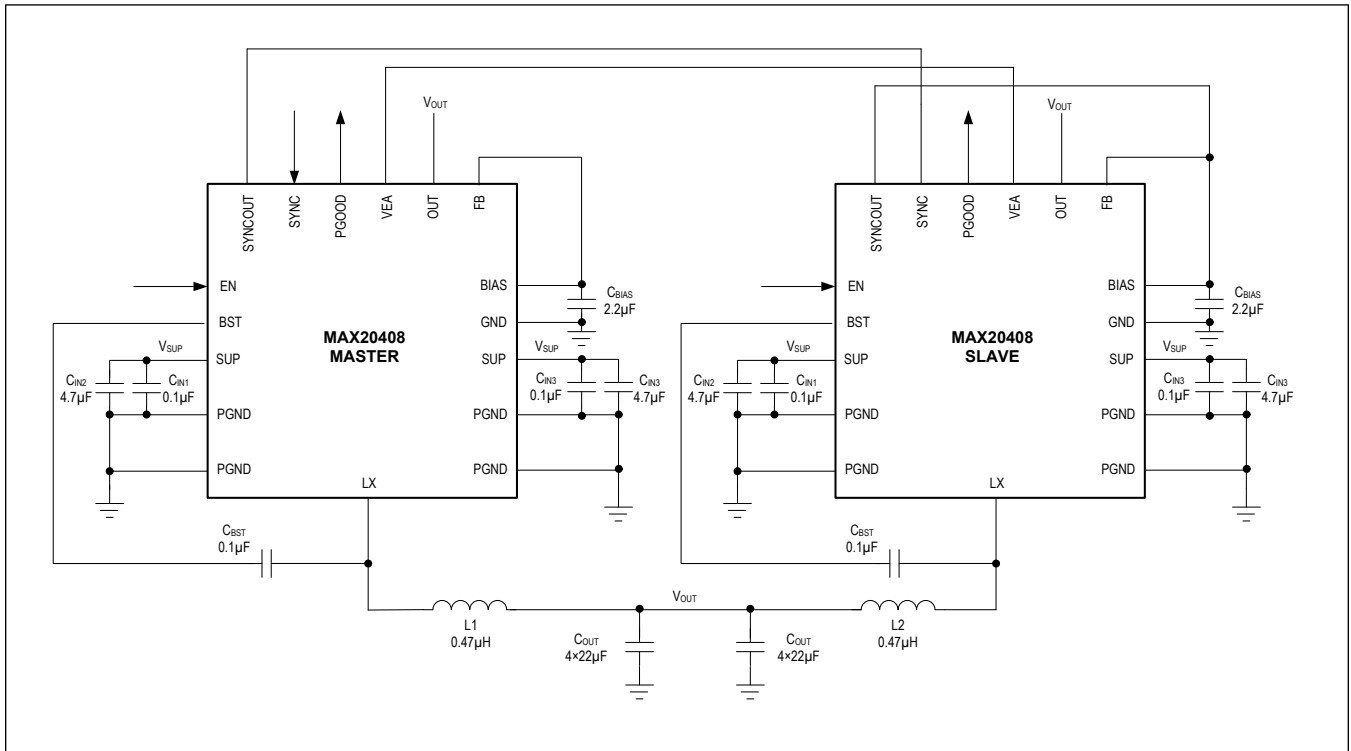 VOUT
VOUT
SYNCOUT
SYNC
PGOOD
VEA
OUT
FB
SYNCOUT
SYNC
PGOOD
VEA
OUT
FB
EN
BST
VSUP
SUP
CIN2
4.7µF
CIN1
0.1µF
PGND
PGND
MAX20408
MASTER
BIAS
CBIAS
2.2µF
GND
VSUP
SUP
CIN3
0.1µF
CIN3
4.7µF
PGND
PGND
LX
EN
BST
VSUP
SUP
CIN2
4.7µF
CIN1
0.1µF
PGND
PGND
MAX20408
SLAVE
BIAS
CBIAS
2.2µF
GND
VSUP
SUP
CIN3
0.1µF
CIN3
4.7µF
PGND
PGND
LX
CBST
0.1µF
CBST
0.1µF
VOUT
L1
0.47µH
COUT
4×22µF
COUT
4×22µF
L2
0.47µH